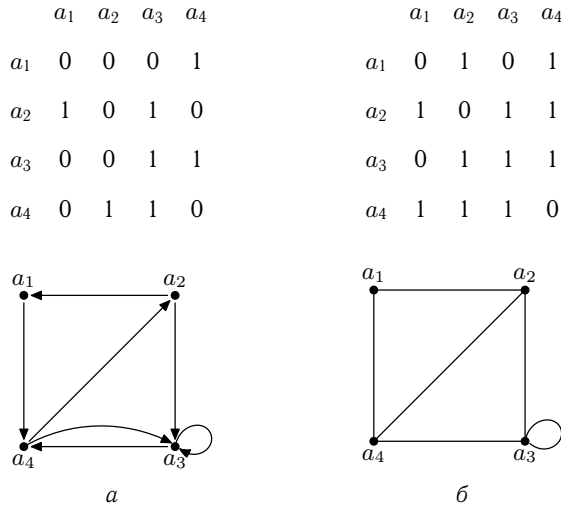 a1 a2 a3 a4
a1 0 0 0 1
a2 1 0 1 0
a3 0 0 1 1
a4 0 1 1 0
a1 a2 a3 a4
a1 0 1 0 1
a2 1 0 1 1
a3 0 1 1 1
a4 1 1 1 0
a1 a2
a4 a3
а
a1 a2
a4 a3
б